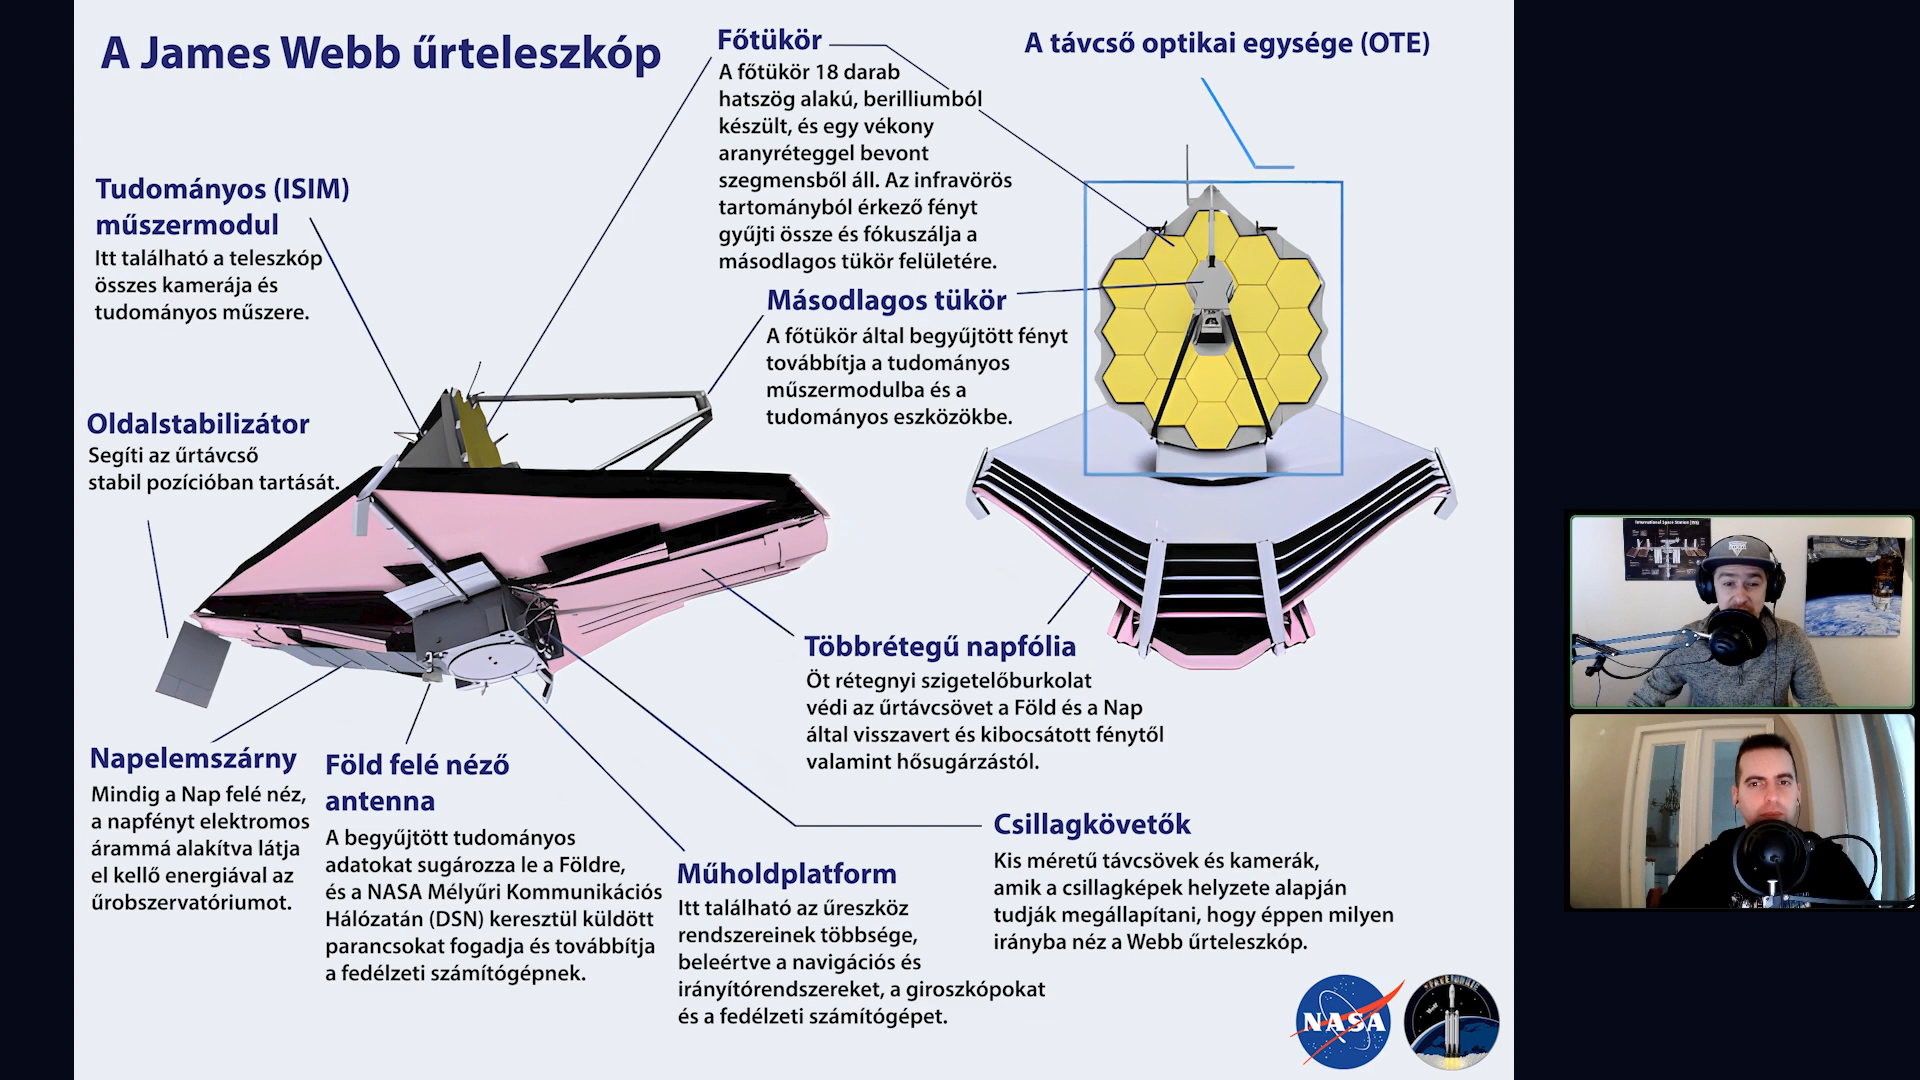 A James Webb űrteleszkóp
Főtükör
A főtükör 18 darab
hatszög alakú, berilliumból
készült, és egy vékony
aranyréteggel bevont
szegmensből áll. Az infravörös
tartományból érkező fényt
gyűjti össze és fókuszálja a
másodlagos tükör felületére.
A távcső optikai egysége (OTE)
Tudományos (ISIM)
műszermodul
Itt található a teleszkóp
összes kamerája és
tudományos műszere.
Másodlagos tükör
A főtükör által begyűjtött fényt
továbbítja a tudományos
műszermodulba és a
tudományos eszközökbe.
Oldalstabilizátor
Segíti az űrtávcső
stabil pozícióban tartását.
Többrétegű napfólia
Öt rétegnyi szigetelőburkolat
védi az űrtávcsövet a Föld és a Nap
által visszavert és kibocsátott fénytől
valamint hősugárzástól.
Napelemszárny
Mindig a Nap felé néz,
a napfényt elektromos
árammá alakítva látja
el kellő energiával az
űrobszervatóriumot.
Föld felé néző
antenna
A begyűjtött tudományos
adatokat sugározza le a Földre,
és a NASA Mélyűri Kommunikációs
Hálózatán (DSN) keresztül küldött
parancsokat fogadja és továbbítja
a fedélzeti számítógépnek.
Műholdplatform
Itt található az űreszköz
rendszereinek többsége,
beleértve a navigációs és
irányítórendszereket, a giroszkópokat
és a fedélzeti számítógépet.
Csillagkövetők
Kis méretű távcsövek és kamerák,
amik a csillagképek helyzete alapján
tudják megállapítani, hogy éppen milyen
irányba néz a Webb űrteleszkóp.
NASA
International Space Station (ISS)